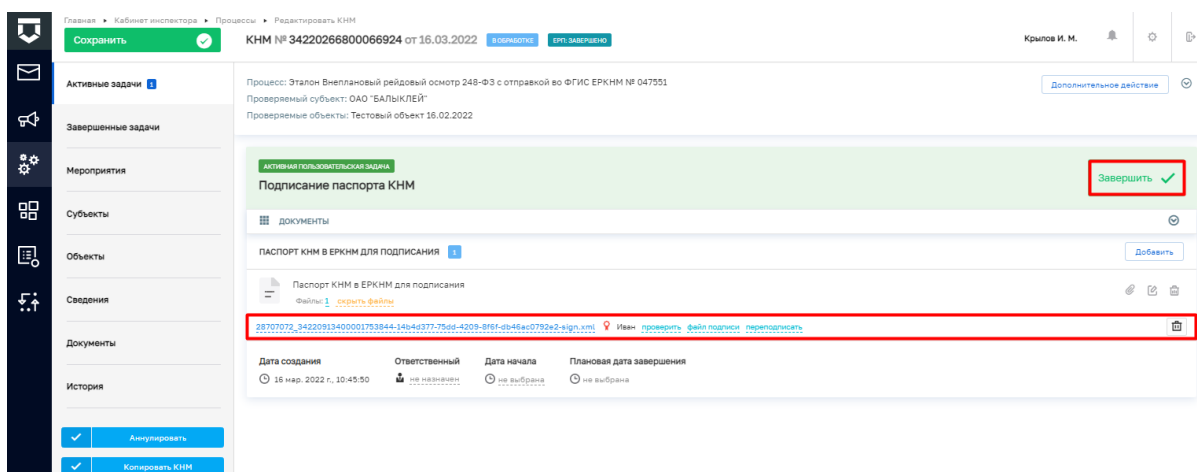 Главная ▸ Кабинет инспектора ▸ Процессы ▸ Редактировать КНМ
Сохранить
КНМ № 34220266800066924 от 16.03.2022 В ОБРАБОТКЕ ЕРП: ЗАВЕРШЕНО
Крылов И. М.
Активные задачи 1
Завершенные задачи
Мероприятия
Субъекты
Объекты
Сведения
Документы
История
Аннулировать
Копировать КНМ
Процесс: Эталон Внеплановый рейдовый осмотр 248-ФЗ с отправкой во ФГИС ЕРКНМ № 047551
Проверяемый субъект: ОАО "БАЛЫКЛЕЙ"
Проверяемые объекты: Тестовый объект 16.02.2022
Дополнительное действие
АКТИВНАЯ ПОЛЬЗОВАТЕЛЬСКАЯ ЗАДАЧА
Подписание паспорта КНМ
Завершить
ДОКУМЕНТЫ
ПАСПОРТ КНМ В ЕРКНМ ДЛЯ ПОДПИСАНИЯ 1
Добавить
Паспорт КНМ в ЕРКНМ для подписания
Файлы: 1 скрыть файлы
28707072_34220913400001753844-14b4d377-75dd-4209-8f6f-db46ac0792e2-sign.xml Иван проверить файл подписи переподписать
Дата создания Ответственный Дата начала Плановая дата завершения
16 мар. 2022 г., 10:45:50 не назначен не выбрана не выбрана